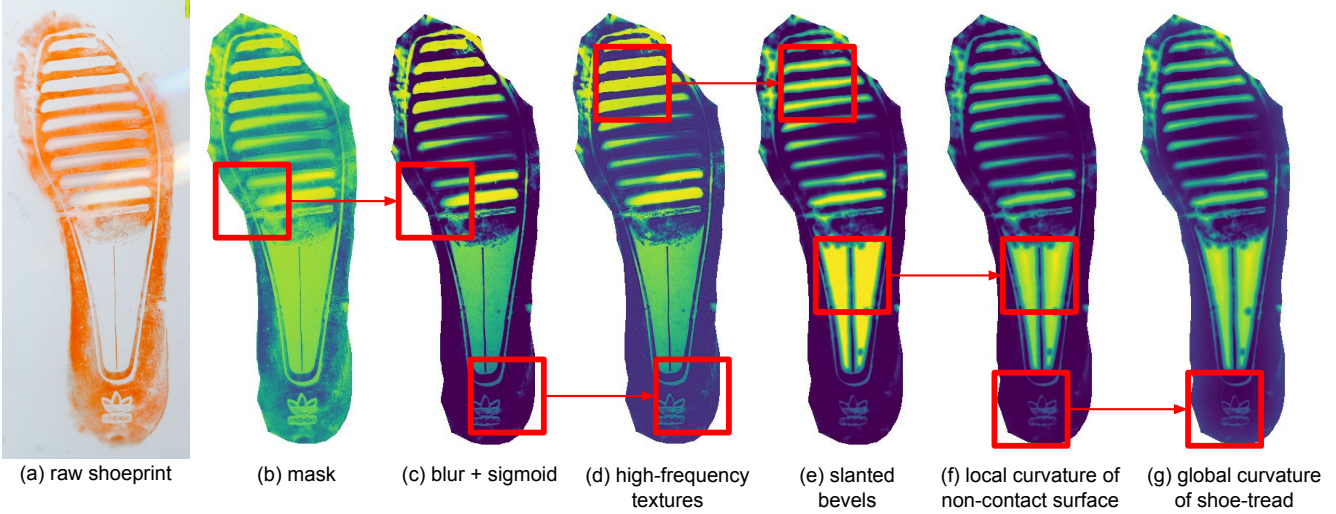 (a) raw shoeprint
(b) mask
(c) blur + sigmoid
(d) high-frequency
textures
(e) slanted
bevels
(f) local curvature of
non-contact surface
(g) global curvature
of shoe-tread